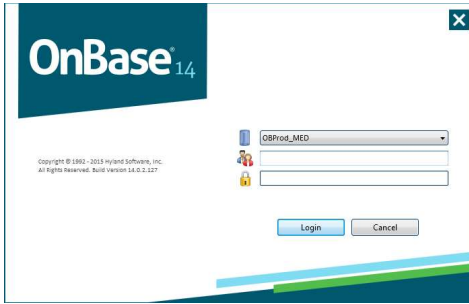 OnBase® 14
OBProd_MED
Copyright © 1992 - 2015 Hyland Software, Inc.
All Rights Reserved. Build Version 14.0.2.127
Login
Cancel